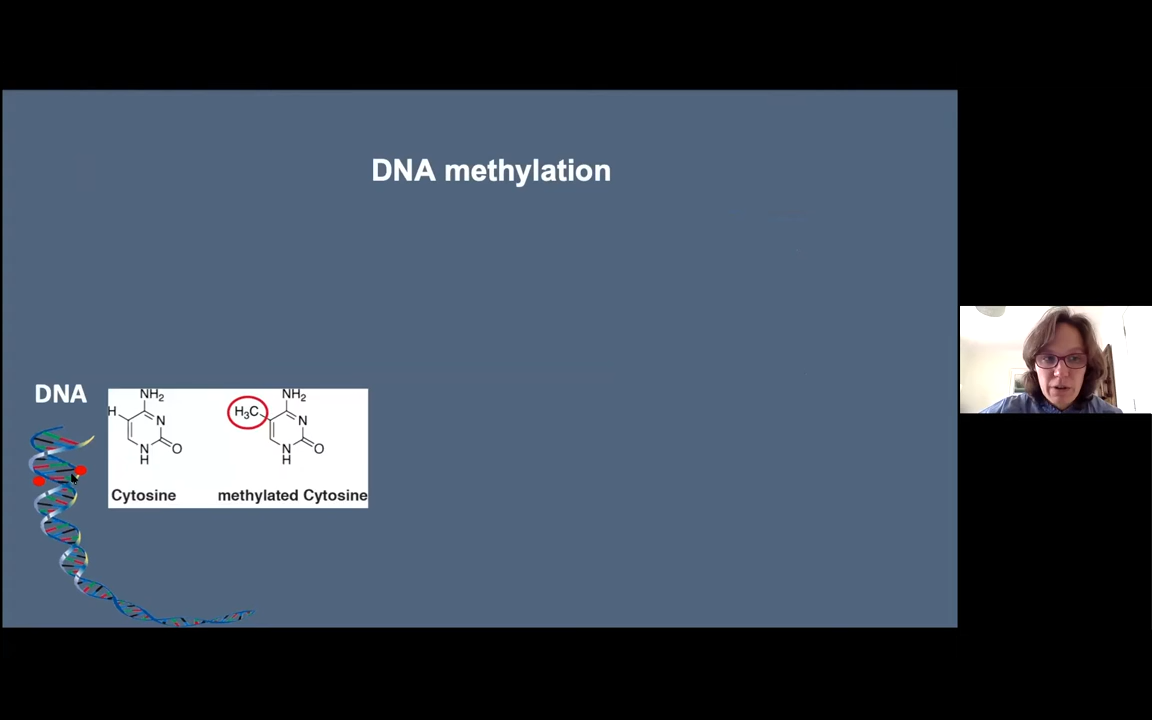 DNA methylation
DNA
NH₂
H
N
O
N
H
Cytosine
NH₂
H₃C
N
O
N
H
methylated Cytosine